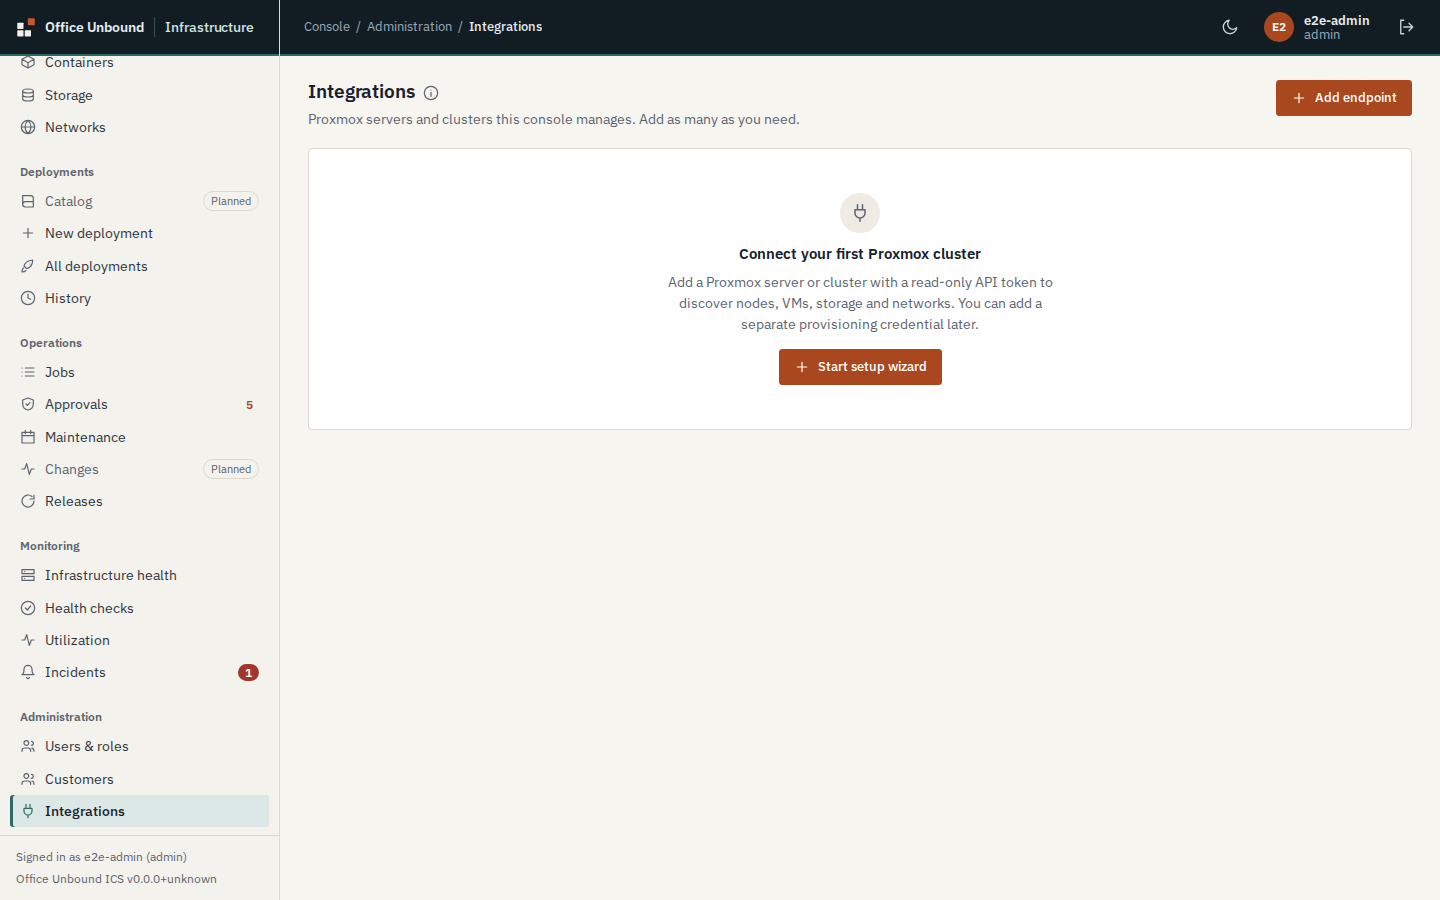 Office Unbound
Infrastructure
Console / Administration / Integrations
E2
e2e-admin
admin
Containers
Storage
Networks
Deployments
Catalog
Planned
New deployment
All deployments
History
Operations
Jobs
Approvals
5
Maintenance
Changes
Planned
Releases
Monitoring
Infrastructure health
Health checks
Utilization
Incidents
1
Administration
Users & roles
Customers
Integrations
Signed in as e2e-admin (admin)
Office Unbound ICS v0.0.0+unknown
Integrations
Proxmox servers and clusters this console manages. Add as many as you need.
Add endpoint
Connect your first Proxmox cluster
Add a Proxmox server or cluster with a read-only API token to
discover nodes, VMs, storage and networks. You can add a
separate provisioning credential later.
Start setup wizard